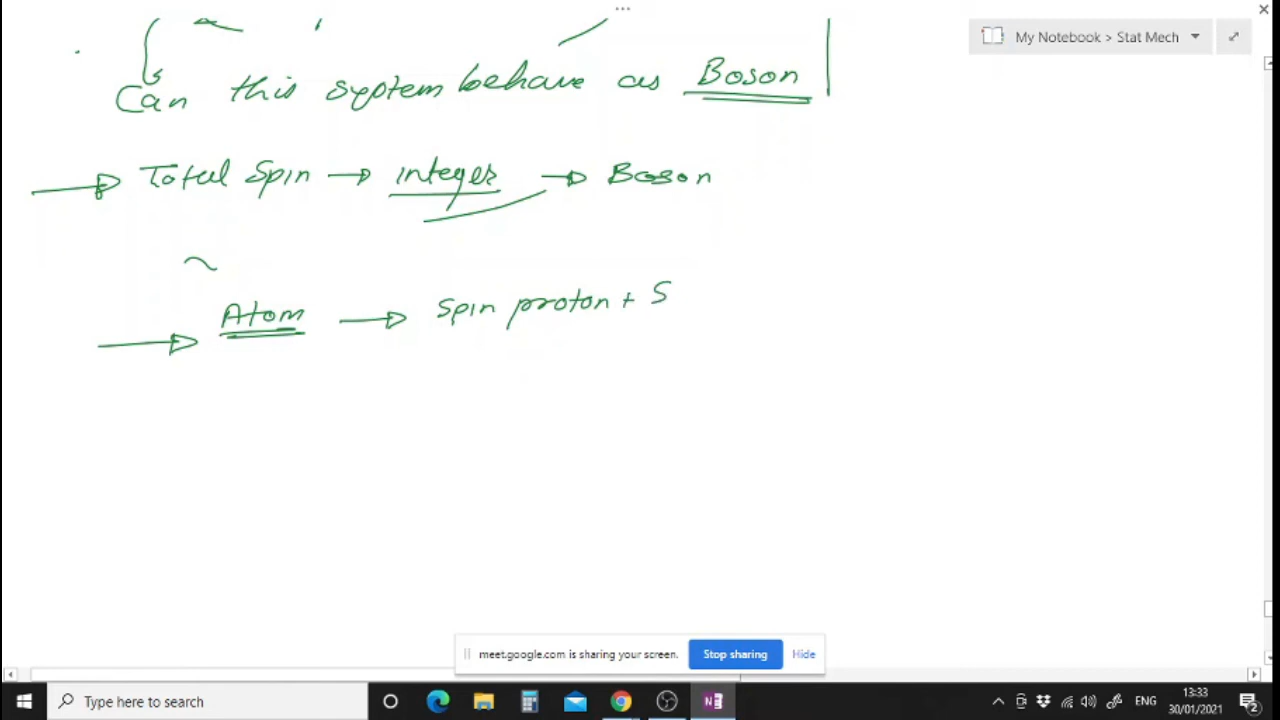 ...
My Notebook > Stat Mech
Can this system behave as Boson
Total Spin → integer → Boson
Atom → Spin proton + S
meet.google.com is sharing your screen. Stop sharing Hide
Type here to search
ENG
13:33
30/01/2021
2